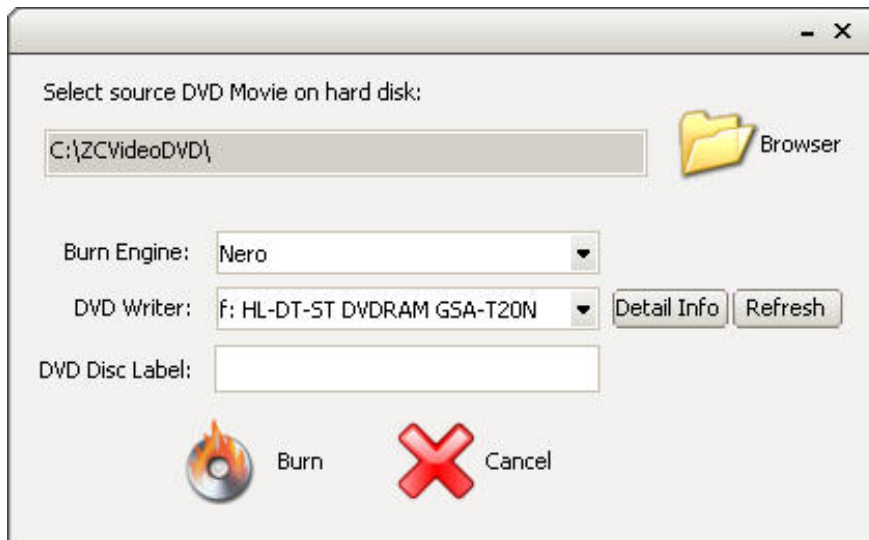 Select source DVD Movie on hard disk:
C:\ZCVideoDVD\
Browser
Burn Engine: Nero
DVD Writer: f: HL-DT-ST DVDRAM GSA-T20N Detail Info Refresh
DVD Disc Label:
Burn Cancel